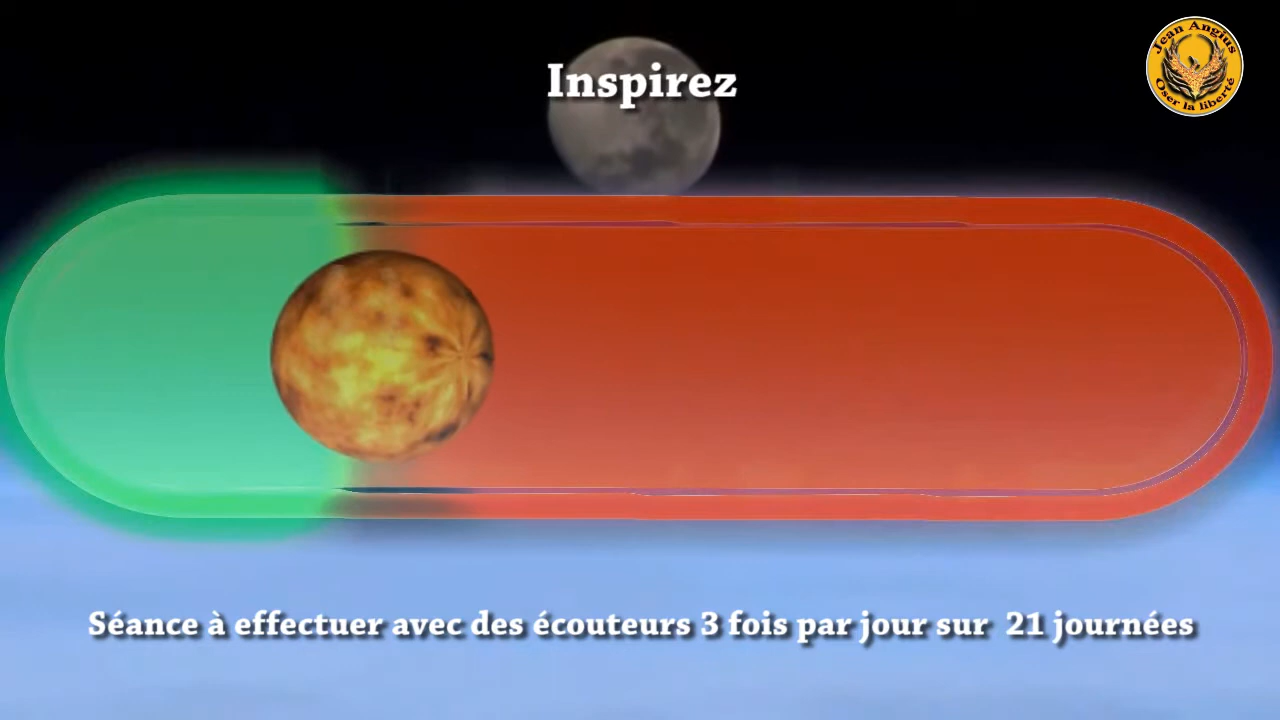 Jean Angius
Inspirez
Oser la liberté
Séance à effectuer avec des écouteurs 3 fois par jour sur 21 journées